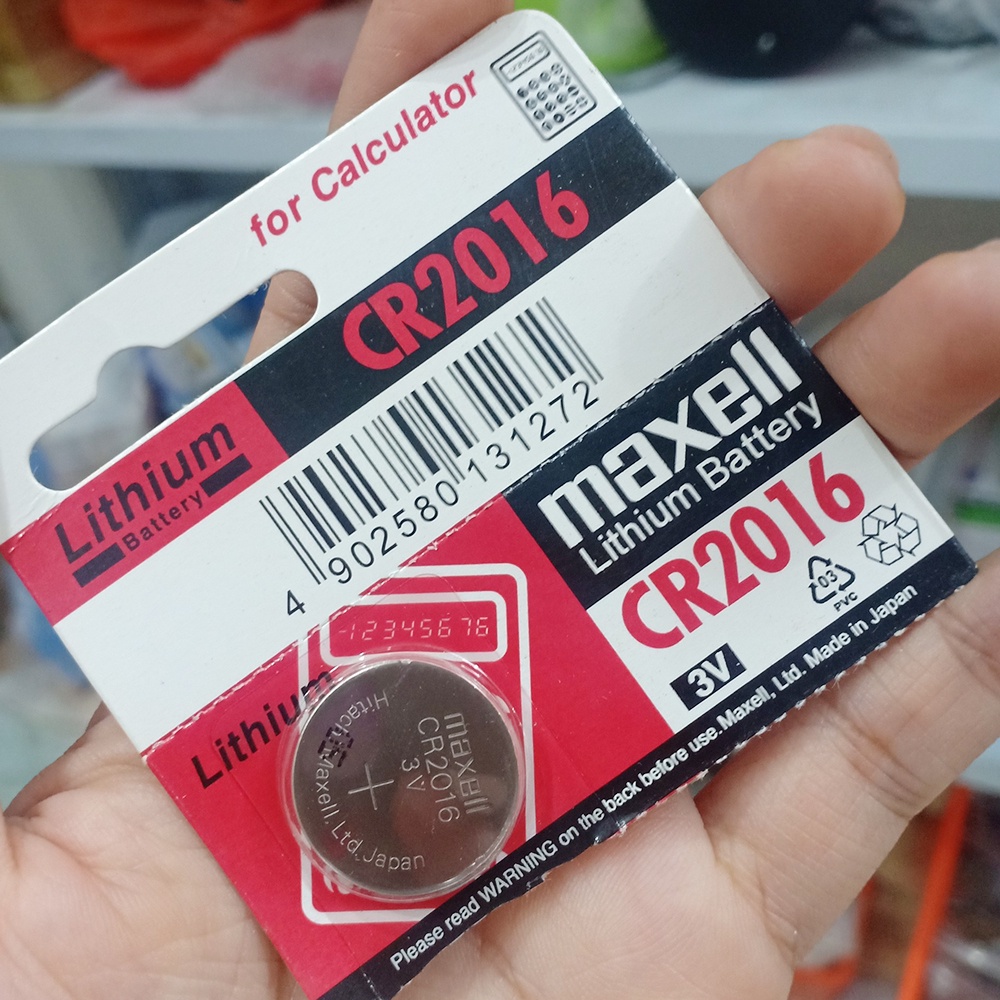 for Calculator
CR2016
Lithium
Battery
4 902580 131272
maxell
Lithium Battery
CR2016
03
PVC
3V
-12345678
Lithium
maxell
CR2016
3V
+
Hitachi Maxell, Ltd. Japan
Please read WARNING on the back before use. Maxell, Ltd. Made in Japan